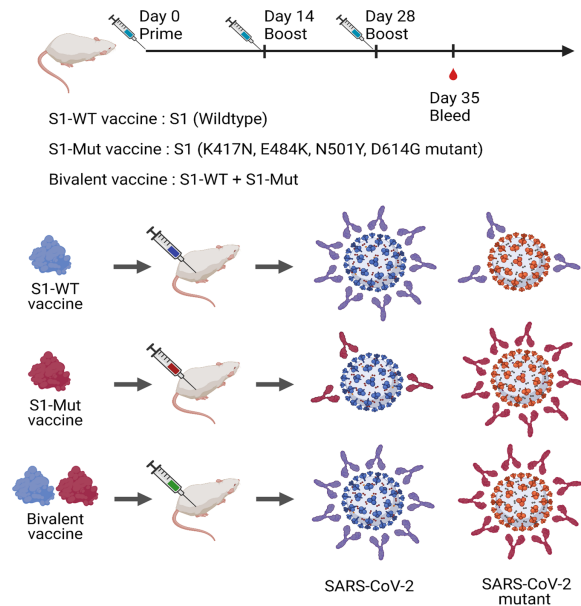 Day 0
Prime
Day 14
Boost
Day 28
Boost
Day 35
Bleed
S1-WT vaccine : S1 (Wildtype)
S1-Mut vaccine : S1 (K417N, E484K, N501Y, D614G mutant)
Bivalent vaccine : S1-WT + S1-Mut
S1-WT
vaccine
S1-Mut
vaccine
Bivalent
vaccine
SARS-CoV-2
SARS-CoV-2
mutant